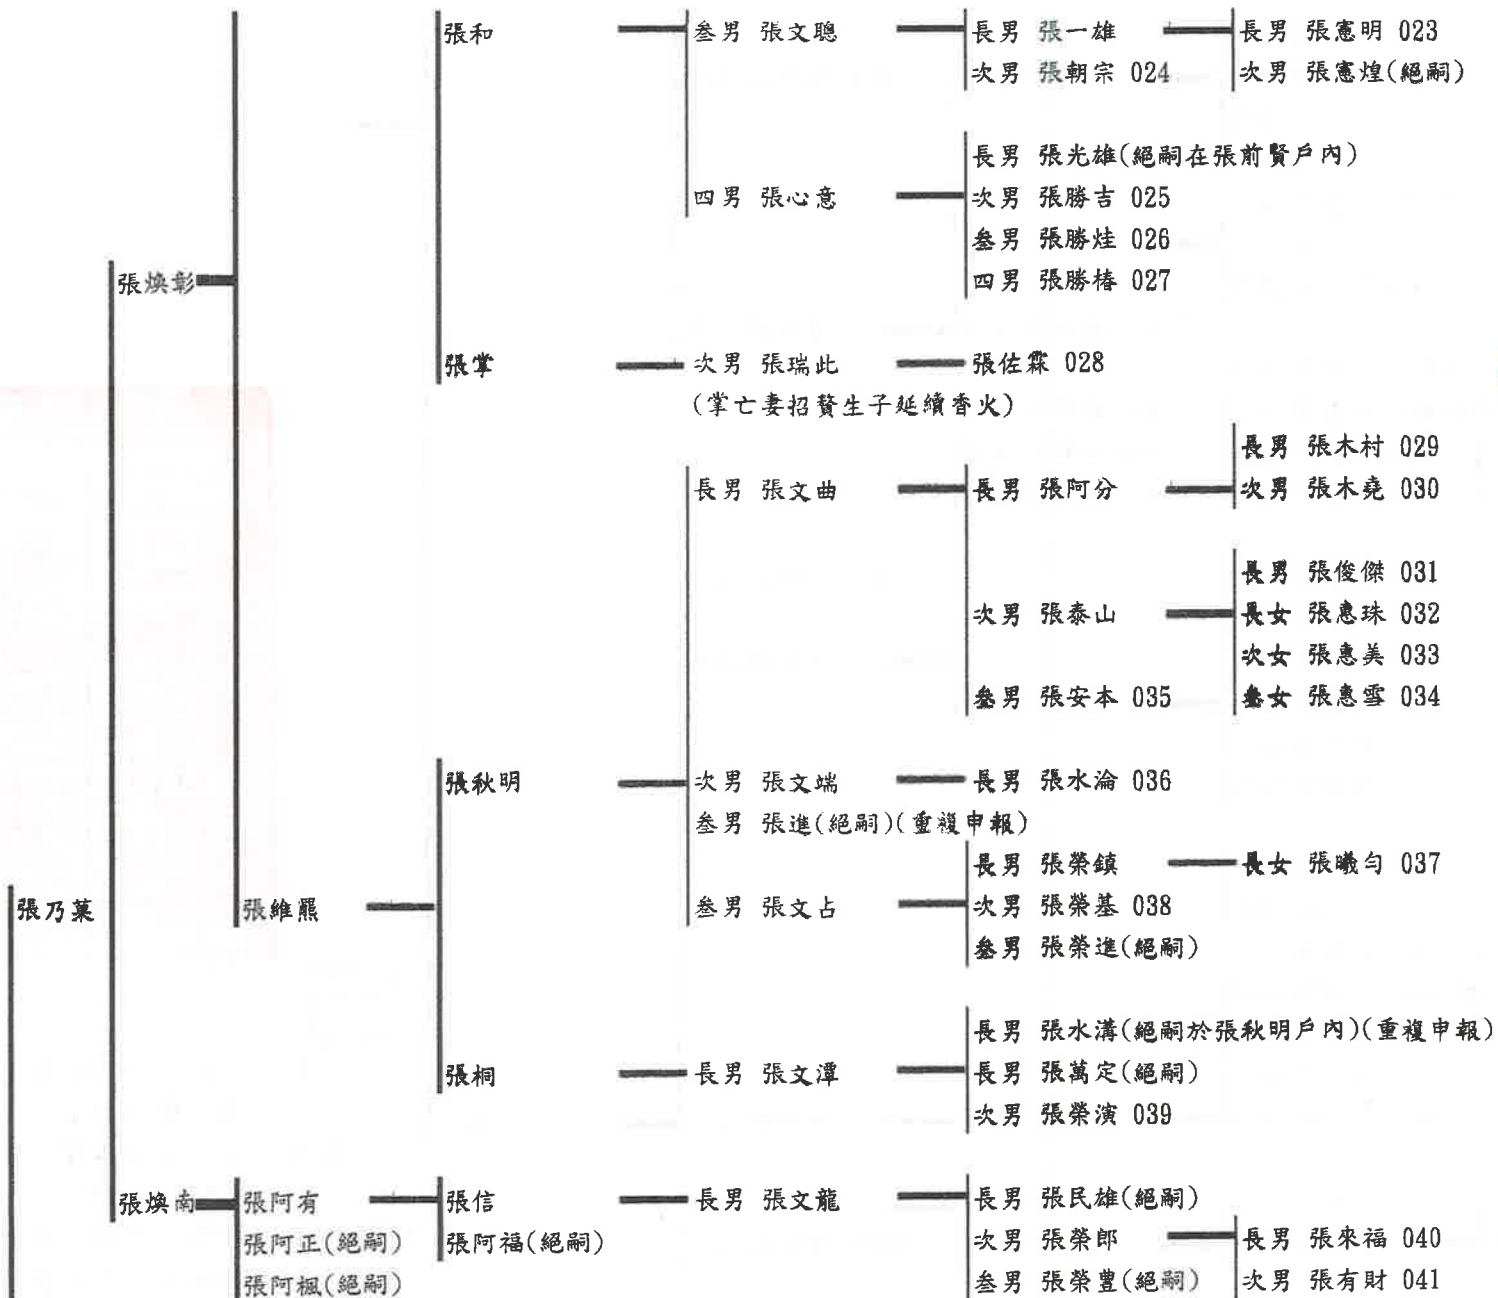 張和 叁男 張文聰 長男 張一雄 長男 張憲明 023
次男 張朝宗 024 次男 張憲煌(絕嗣)
長男 張光雄(絕嗣在張前賢戶內)
四男 張心意 次男 張勝吉 025
叁男 張勝烓 026
張煥彰 四男 張勝椿 027
張掌 次男 張瑞此 張佐霖 028
(掌亡妻招贅生子延續香火)
長男 張木村 029
長男 張文曲 長男 張阿分 次男 張木堯 030
長男 張俊傑 031
次男 張泰山 長女 張惠珠 032
次女 張惠美 033
叁男 張安本 035 叁女 張惠雪 034
張秋明 次男 張文端 長男 張水淪 036
叁男 張進(絕嗣)(重複申報)
長男 張榮鎮 長女 張曦勻 037
張乃菓 張維羆 叁男 張文占 次男 張榮基 038
叁男 張榮進(絕嗣)
長男 張水溝(絕嗣於張秋明戶內)(重複申報)
張桐 長男 張文潭 長男 張萬定(絕嗣)
次男 張榮演 039
張煥南 張阿有 張信 長男 張文龍 長男 張民雄(絕嗣)
張阿正(絕嗣) 張阿福(絕嗣) 次男 張榮郎 長男 張來福 040
張阿楓(絕嗣) 叁男 張榮豊(絕嗣) 次男 張有財 041